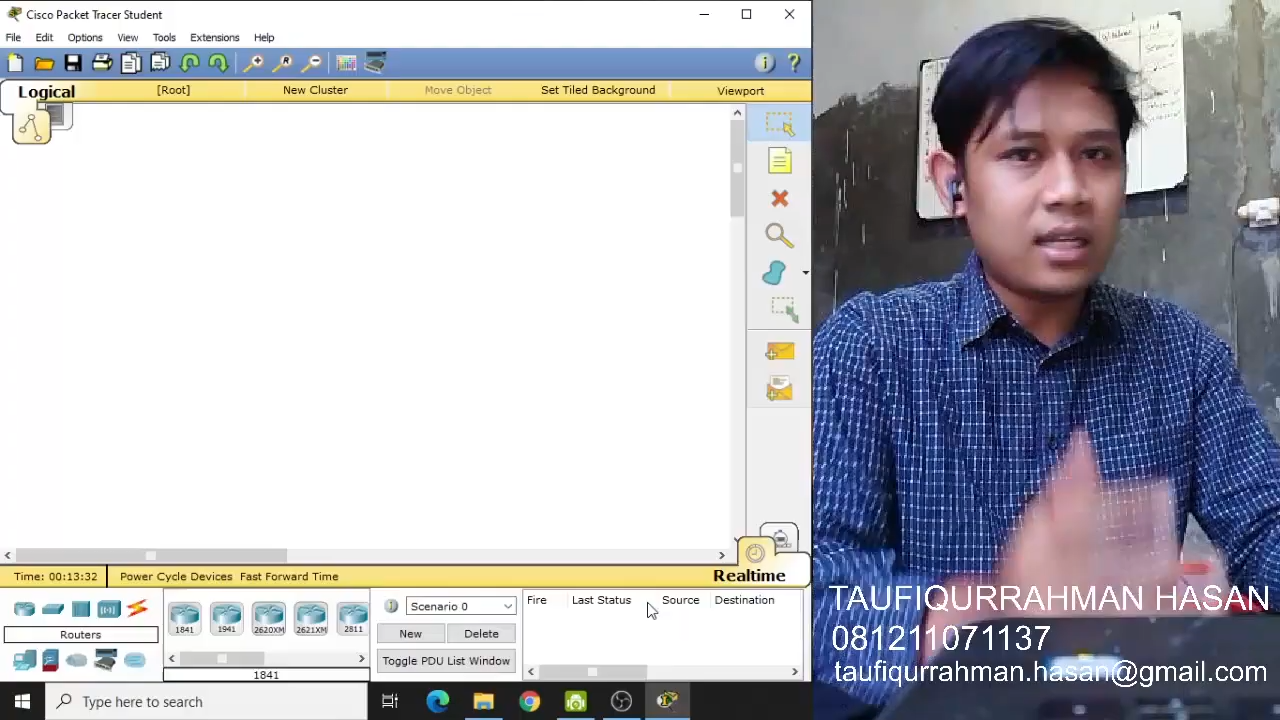 Cisco Packet Tracer Student
File Edit Options View Tools Extensions Help
Logical [Root] New Cluster Move Object Set Tiled Background Viewport
Time: 00:13:32 Power Cycle Devices Fast Forward Time Realtime
Routers
1841 1941 2620XM 2621XM 2811
1841
Scenario 0
New Delete
Toggle PDU List Window
Fire Last Status Source Destination
Type here to search
TAUFIQURRAHMAN HASAN
081211071137
taufiqurrahman.hasan@gmail.com